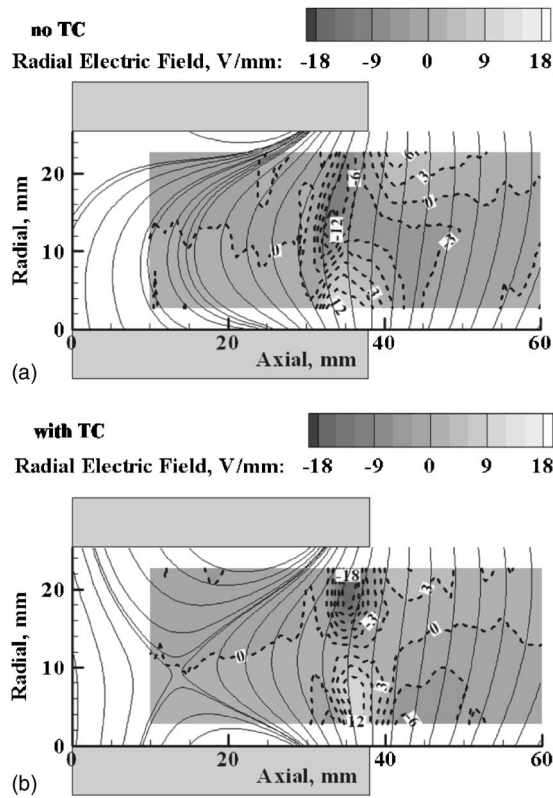 no TC
Radial Electric Field, V/mm: -18 -9 0 9 18
20
10
0
Radial, mm
0 -12 -6 12 3 6 3 0 -3
20 40 60
Axial, mm
(a)
with TC
Radial Electric Field, V/mm: -18 -9 0 9 18
20
10
0
Radial, mm
0 -18 -3 12 3 3 0
0 20 40 60
Axial, mm
(b)